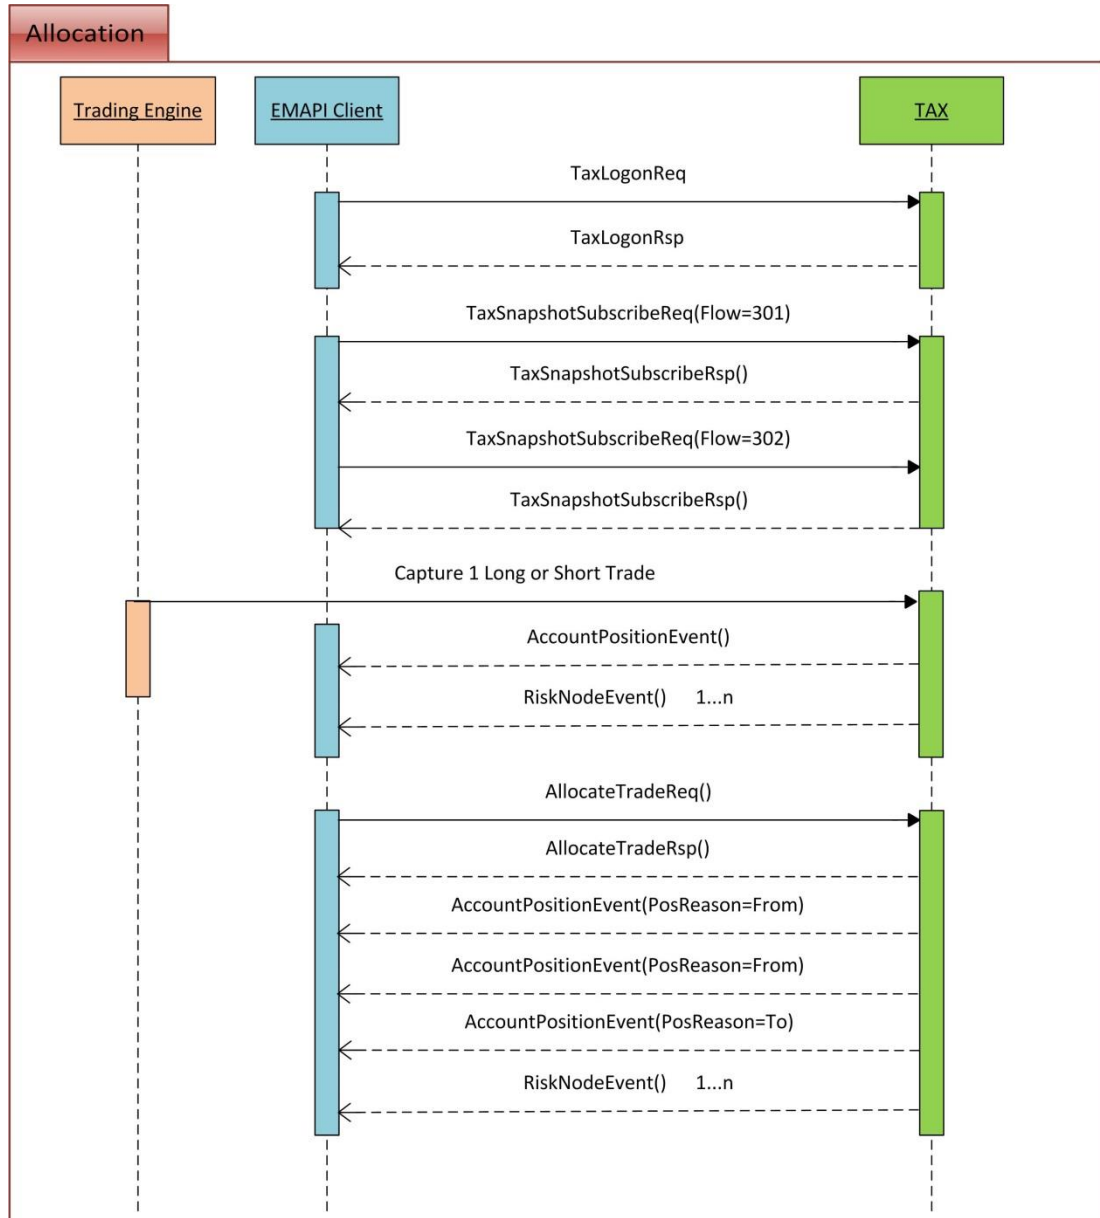 Allocation
Trading Engine
EMAPI Client
TAX
TaxLogonReq
TaxLogonRsp
TaxSnapshotSubscribeReq(Flow=301)
TaxSnapshotSubscribeRsp()
TaxSnapshotSubscribeReq(Flow=302)
TaxSnapshotSubscribeRsp()
Capture 1 Long or Short Trade
AccountPositionEvent()
RiskNodeEvent() 1...n
AllocateTradeReq()
AllocateTradeRsp()
AccountPositionEvent(PosReason=From)
AccountPositionEvent(PosReason=From)
AccountPositionEvent(PosReason=To)
RiskNodeEvent() 1...n